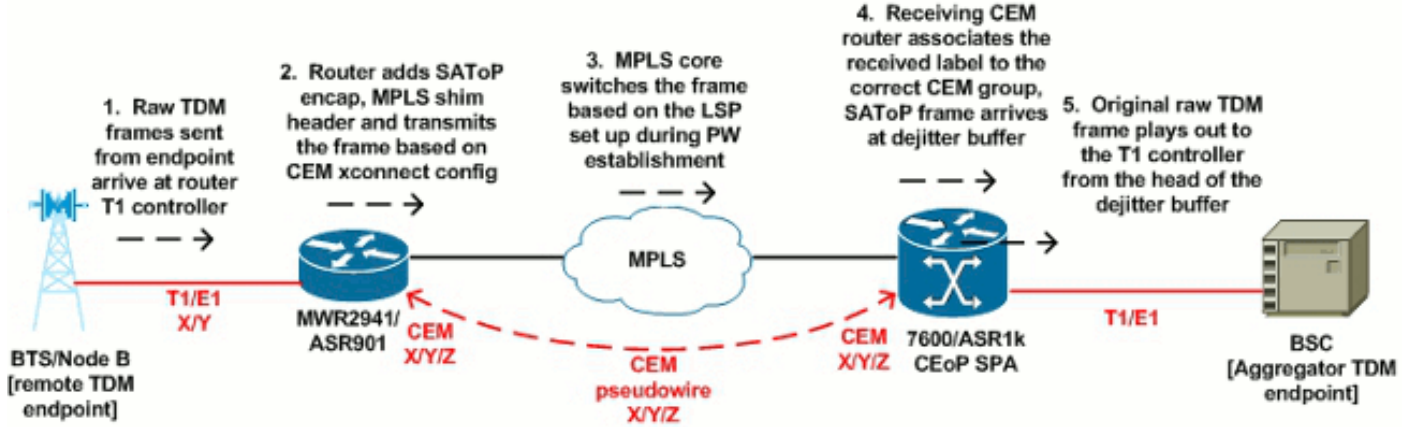 1. Raw TDM
frames sent
from endpoint
arrive at router
T1 controller
2. Router adds SAToP
encap, MPLS shim
header and transmits
the frame based on
CEM xconnect config
3. MPLS core
switches the frame
based on the LSP
set up during PW
establishment
4. Receiving CEM
router associates the
received label to the
correct CEM group,
SAToP frame arrives
at dejitter buffer
5. Original raw TDM
frame plays out to
the T1 controller
from the head of the
dejitter buffer
BTS/Node B
[remote TDM
endpoint]
T1/E1
X/Y
MWR2941/
ASR901
CEM
X/Y/Z
MPLS
CEM
pseudowire
X/Y/Z
CEM
X/Y/Z
7600/ASR1k
CEoP SPA
T1/E1
BSC
[Aggregator TDM
endpoint]